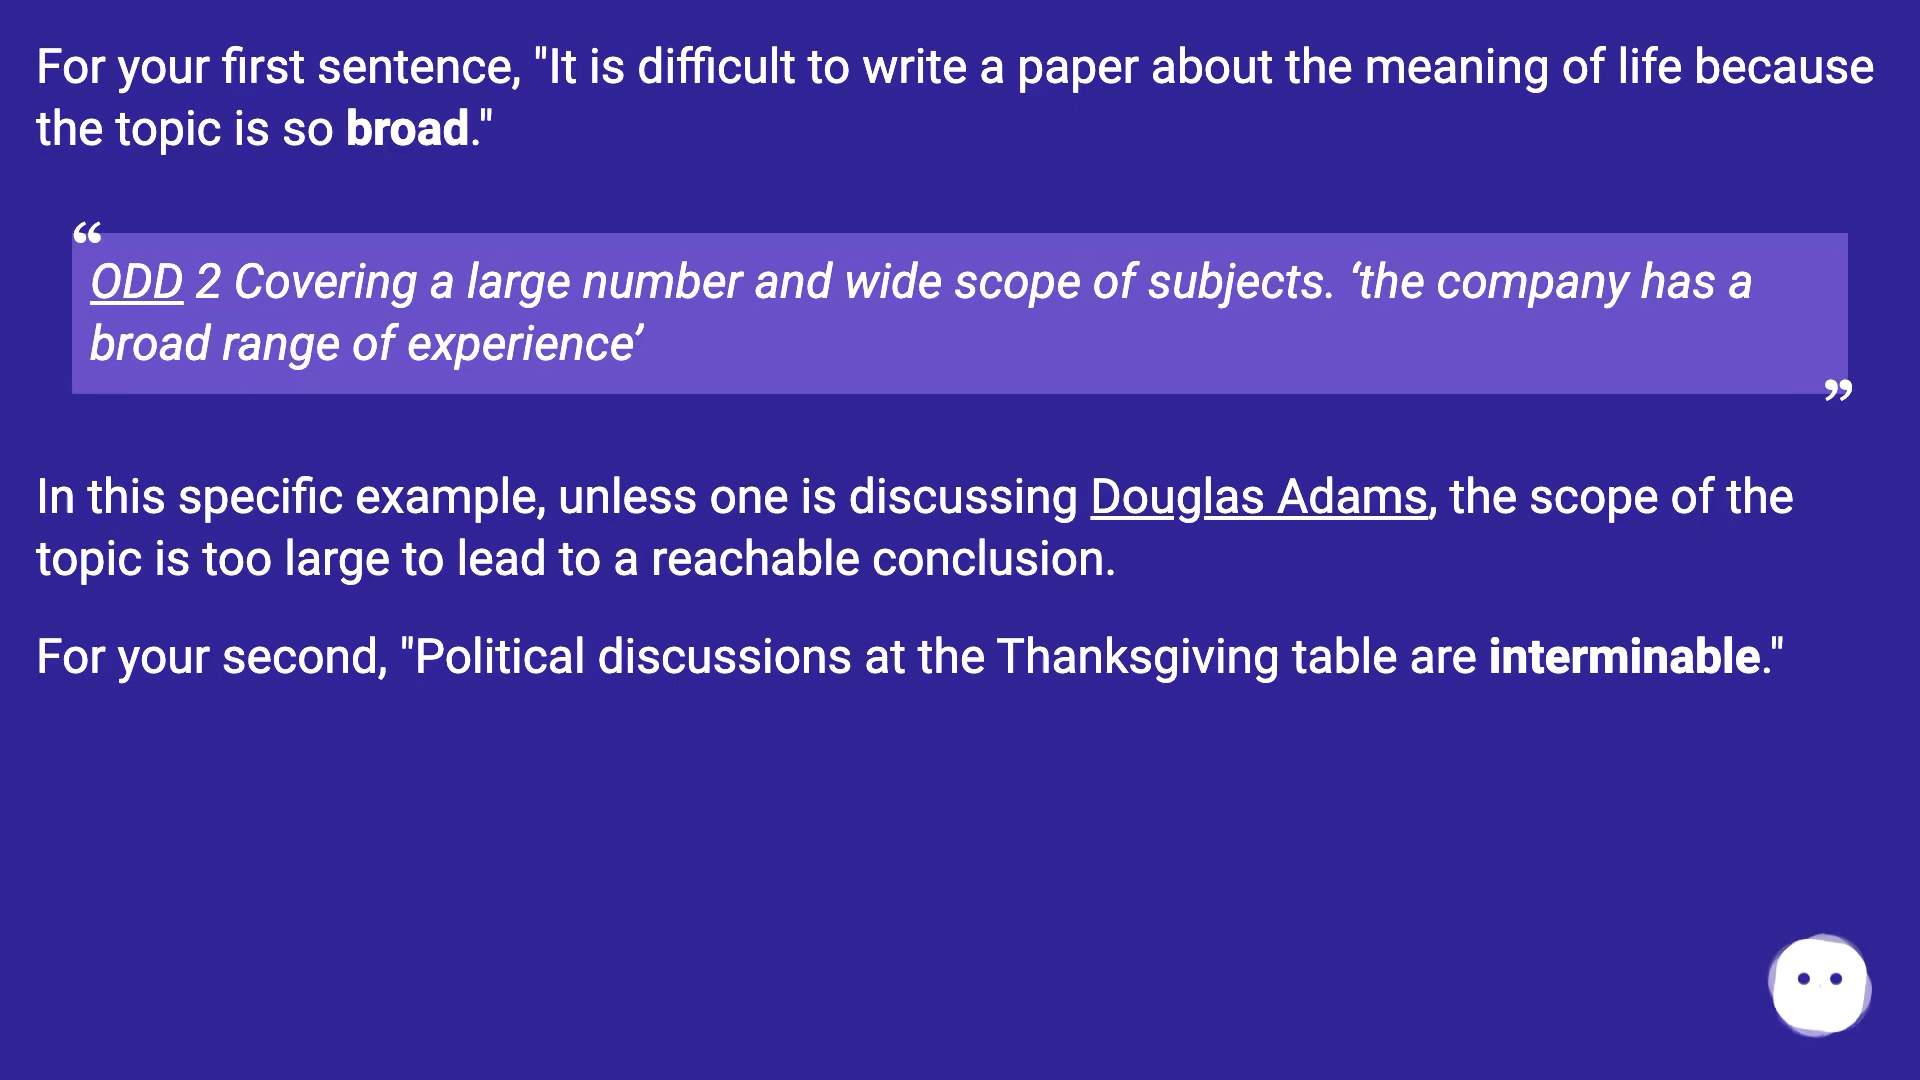 For your first sentence, "It is difficult to write a paper about the meaning of life because
the topic is so broad."
“
ODD 2 Covering a large number and wide scope of subjects. ‘the company has a
broad range of experience’
”
In this specific example, unless one is discussing Douglas Adams, the scope of the
topic is too large to lead to a reachable conclusion.
For your second, "Political discussions at the Thanksgiving table are interminable."